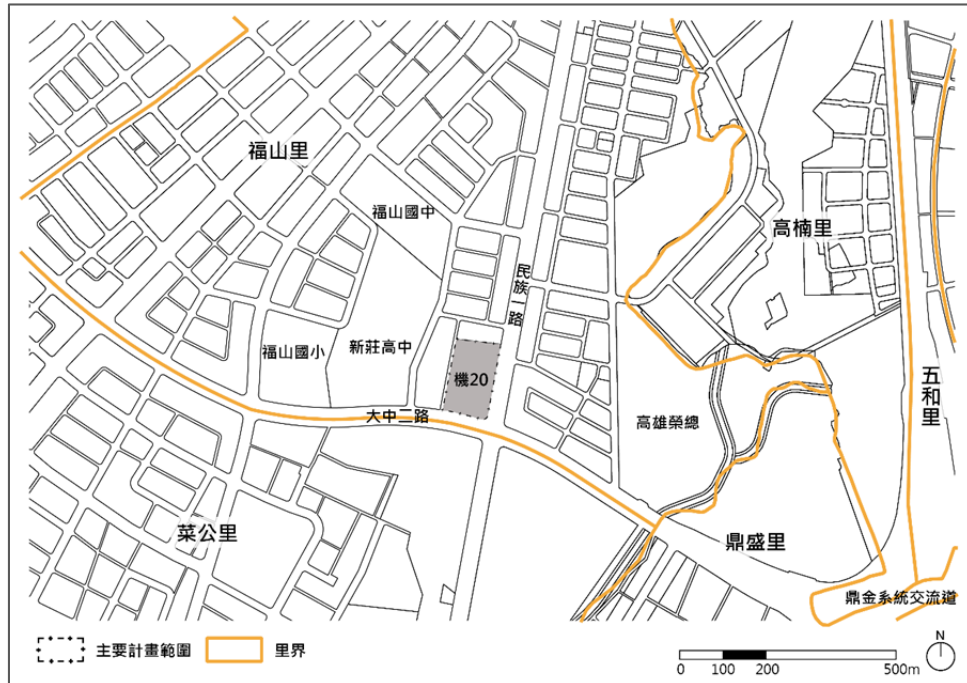 福山里
福山國中
高楠里
民族一路
福山國小
新莊高中
機20
五和里
大中二路
高雄榮總
菜公里
鼎盛里
鼎金系統交流道
主要計畫範圍
里界
N
0 100 200 500m